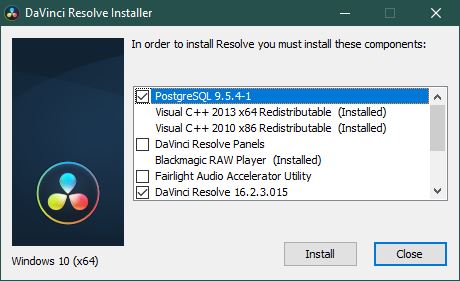 DaVinci Resolve Installer
In order to install Resolve you must install these components:
PostgreSQL 9.5.4-1
Visual C++ 2013 x64 Redistributable (Installed)
Visual C++ 2010 x86 Redistributable (Installed)
DaVinci Resolve Panels
Blackmagic RAW Player (Installed)
Fairlight Audio Accelerator Utility
DaVinci Resolve 16.2.3.015
Windows 10 (x64)
Install
Close